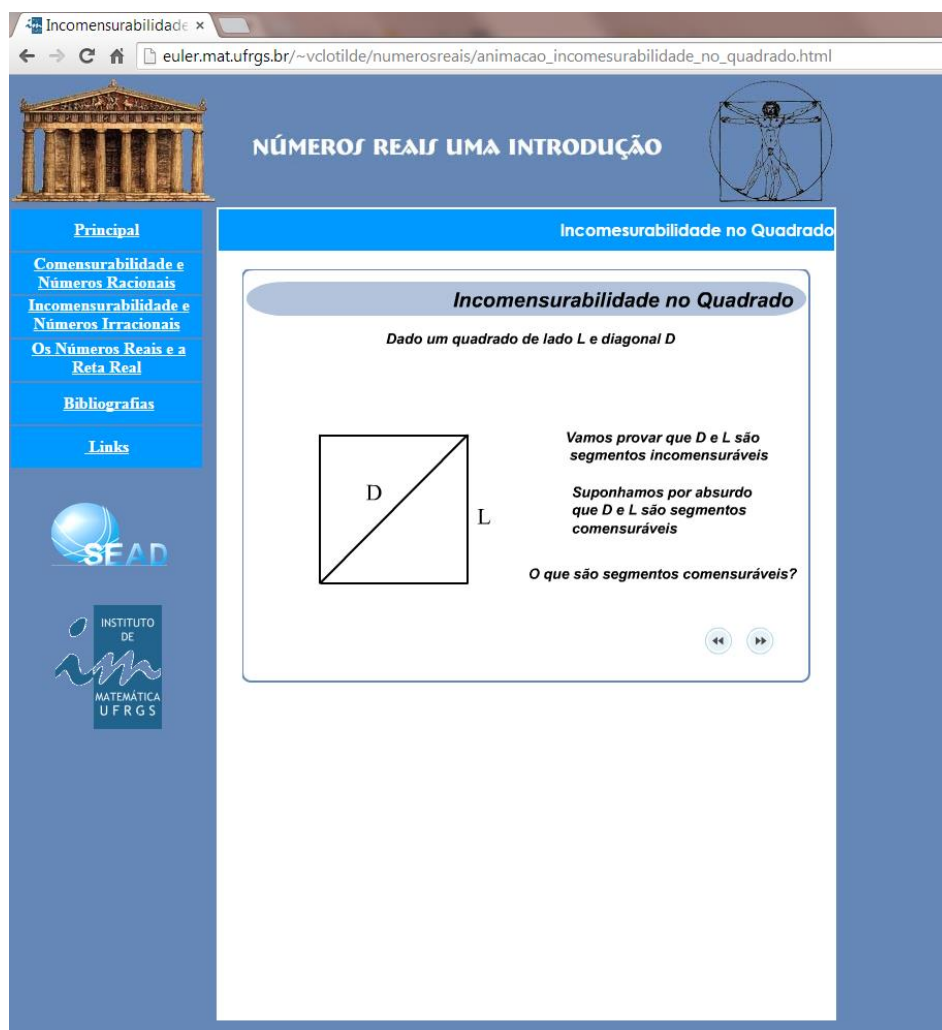 Incomensurabilidade
euler.mat.ufrgs.br/~vclotilde/numerosreais/animacao_incomesurabilidade_no_quadrado.html
NÚMEROS REAIS UMA INTRODUÇÃO
Principal
Comensurabilidade e
Números Racionais
Incomensurabilidade e
Números Irracionais
Os Números Reais e a
Reta Real
Bibliografias
Links
SEAD
INSTITUTO
DE
im
MATEMÁTICA
UFRGS
Incomesurabilidade no Quadrado
Incomensurabilidade no Quadrado
Dado um quadrado de lado L e diagonal D
D
L
Vamos provar que D e L são
segmentos incomensuráveis
Suponhamos por absurdo
que D e L são segmentos
comensuráveis
O que são segmentos comensuráveis?